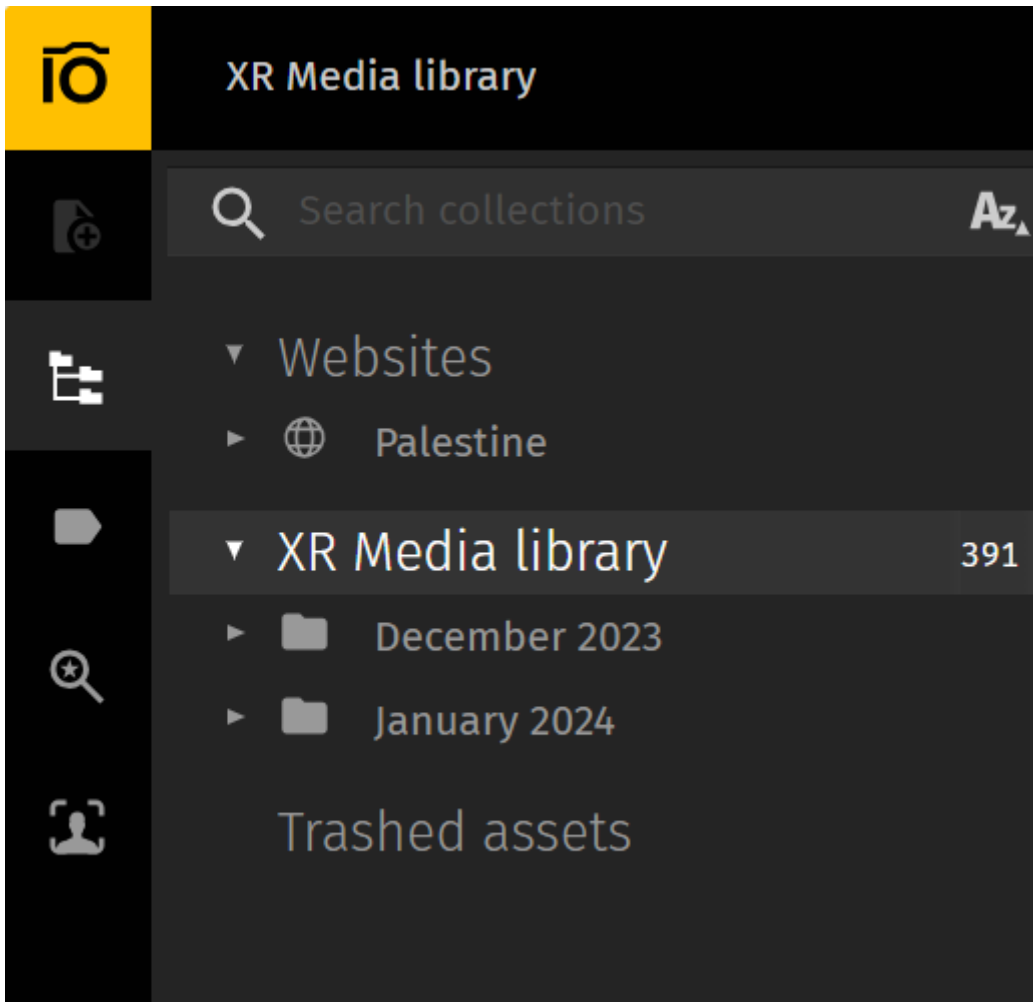 XR Media library
Search collections
Az
Websites
Palestine
XR Media library 391
December 2023
January 2024
Trashed assets